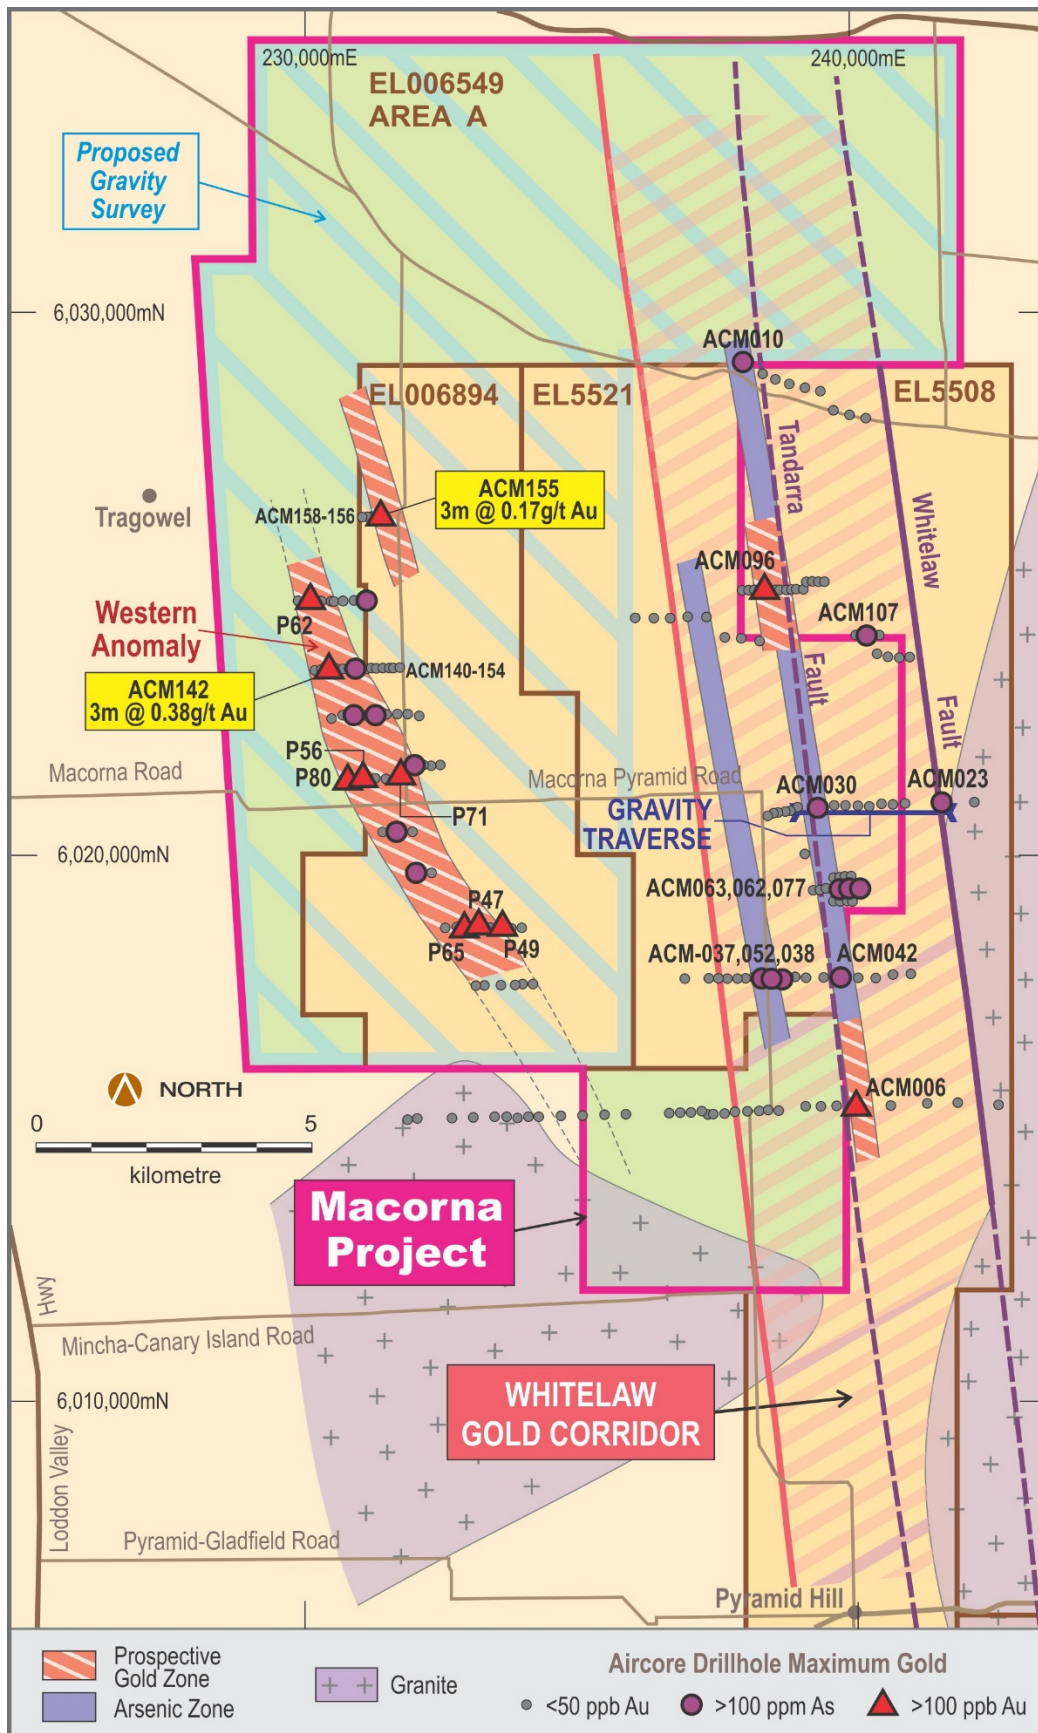 230,000mE
240,000mE
EL006549
AREA A
Proposed
Gravity
Survey
6,030,000mN
ACM010
EL006894
EL5521
EL5508
Tandarra
Fault
Whitelaw
Fault
ACM155
3m @ 0.17g/t Au
ACM158-156
Tragowel
ACM096
ACM107
P62
Western
Anomaly
ACM140-154
ACM142
3m @ 0.38g/t Au
P56
P80
P71
Macorna Road
Macorna Pyramid Road
ACM030
ACM023
GRAVITY
TRAVERSE
6,020,000mN
ACM063,062,077
P47
P65
P49
ACM-037,052,038
ACM042
NORTH
0
5
kilometre
ACM006
Macorna
Project
Hwy
Mincha-Canary Island Road
6,010,000mN
WHITELAW
GOLD CORRIDOR
Loddon Valley
Pyramid-Gladfield Road
Pyramid Hill
Prospective
Gold Zone
Arsenic Zone
Granite
Aircore Drillhole Maximum Gold
<50 ppb Au
>100 ppm As
>100 ppb Au